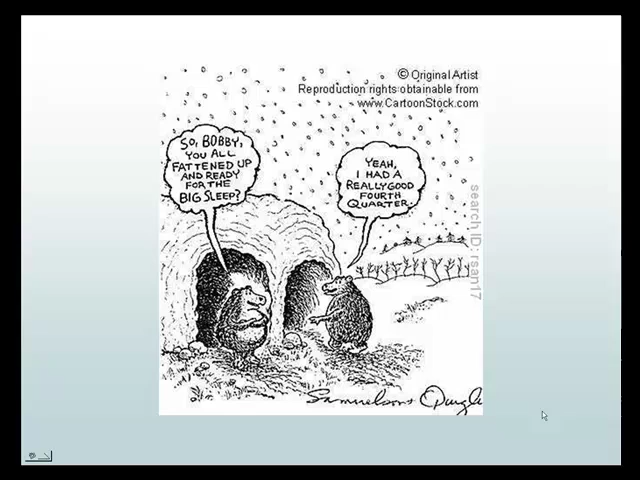 © Original Artist
Reproduction rights obtainable from
www.CartoonStock.com
SO, BOBBY,
YOU ALL
FATTENED UP
AND READY
FOR THE
BIG SLEEP?
YEAH,
I HAD A
REALLY GOOD
FOURTH
QUARTER.
search ID: rsan17
Samuelson